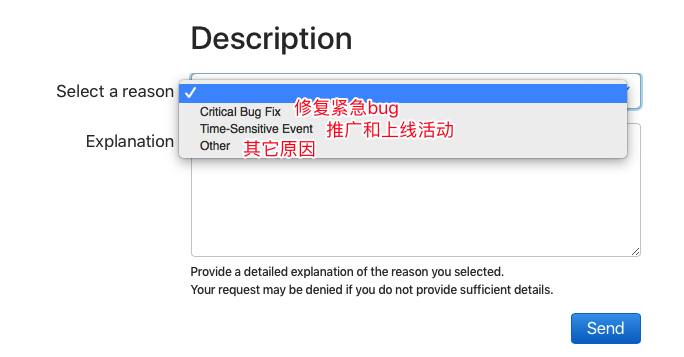 Description
Select a reason
Critical Bug Fix 修复紧急bug
Time-Sensitive Event 推广和上线活动
Other 其它原因
Explanation
Provide a detailed explanation of the reason you selected.
Your request may be denied if you do not provide sufficient details.
Send